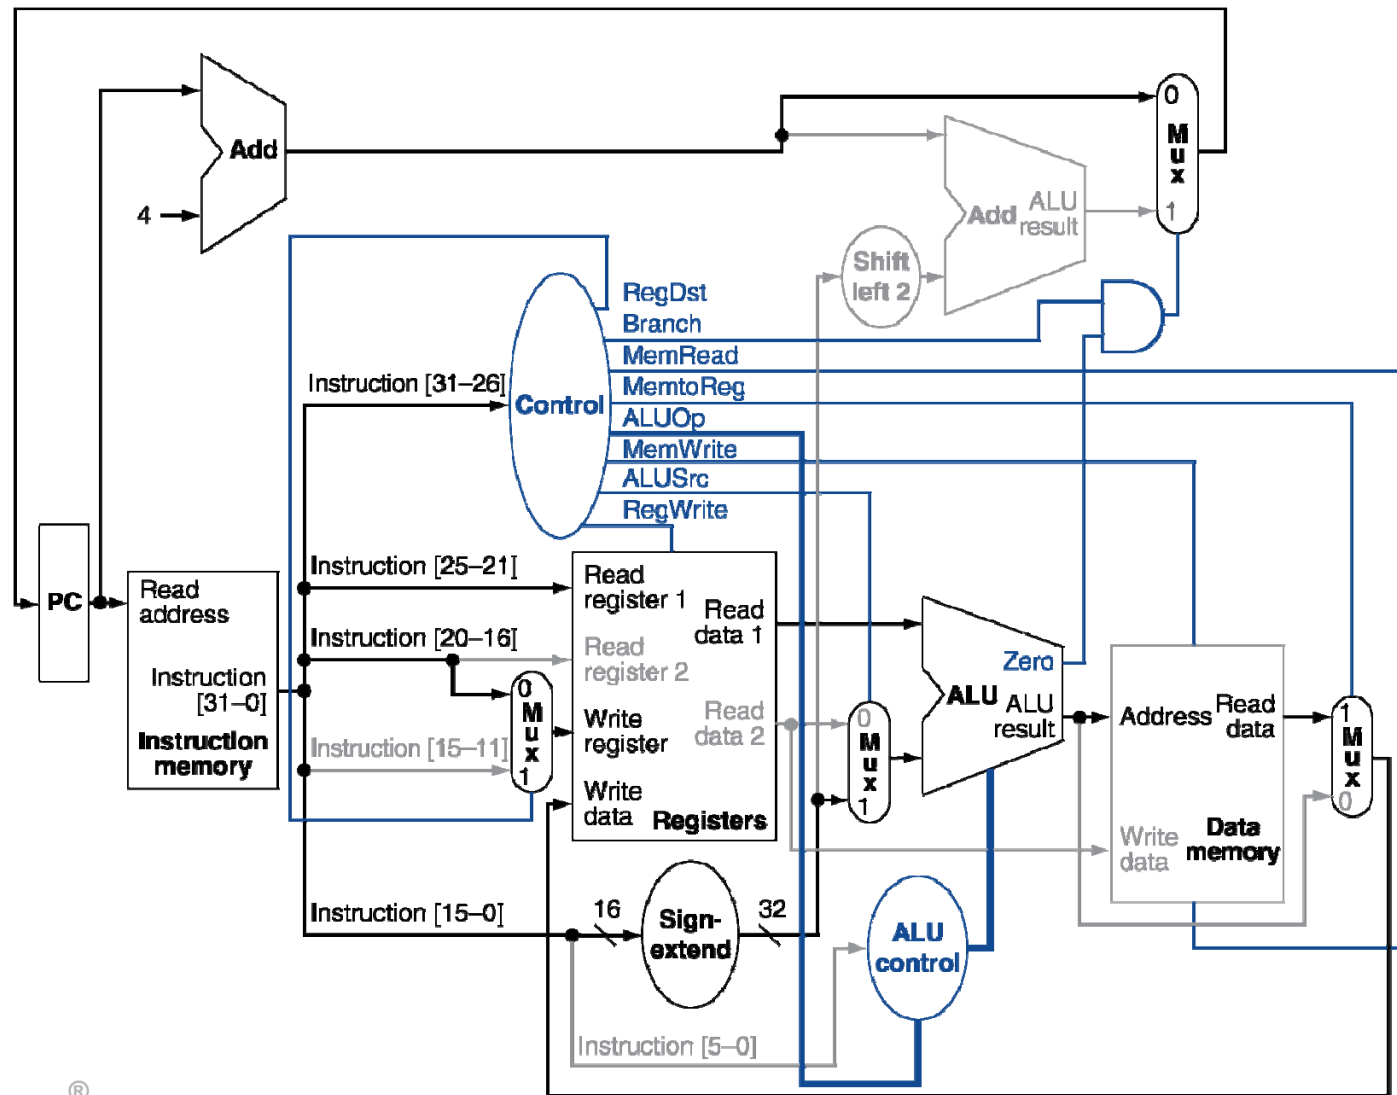 0
M
u
x
1
Add
4
Add
ALU
result
Shift
left 2
RegDst
Branch
MemRead
MemtoReg
ALUOp
MemWrite
ALUSrc
RegWrite
Control
Instruction [31–26]
Instruction [25–21]
Instruction [20–16]
Instruction [15–11]
Instruction [15–0]
Instruction [5–0]
PC
Read
address
Instruction
[31–0]
Instruction
memory
0
M
u
x
1
Read
register 1
Read
register 2
Write
register
Write
data
Read
data 1
Read
data 2
Registers
16
Sign-
extend
32
0
M
u
x
1
Zero
ALU
ALU
result
ALU
control
Address
Read
data
Write
data
Data
memory
1
M
u
x
0
®